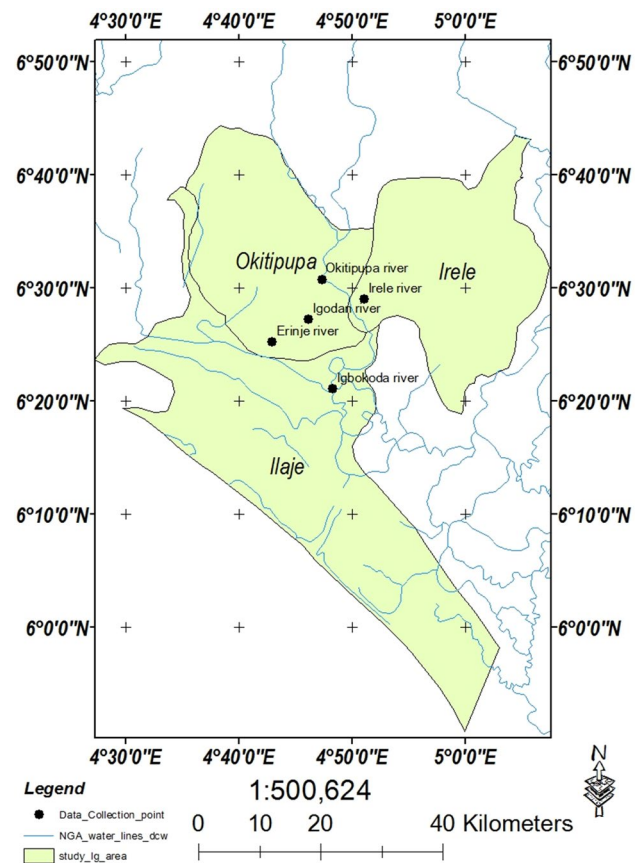 4°30'0"E 4°40'0"E 4°50'0"E 5°0'0"E
6°50'0"N 6°50'0"N
6°40'0"N 6°40'0"N
Okitipupa
Okitipupa river
Irele
6°30'0"N 6°30'0"N
Irele river
Igodan river
Erinje river
Igbokoda river
6°20'0"N 6°20'0"N
Ilaje
6°10'0"N 6°10'0"N
6°0'0"N 6°0'0"N
4°30'0"E 4°40'0"E 4°50'0"E 5°0'0"E
N
Legend
1:500,624
Data_Collection_point
NGA_water_lines_dcw
study_lg_area
0 10 20 40 Kilometers